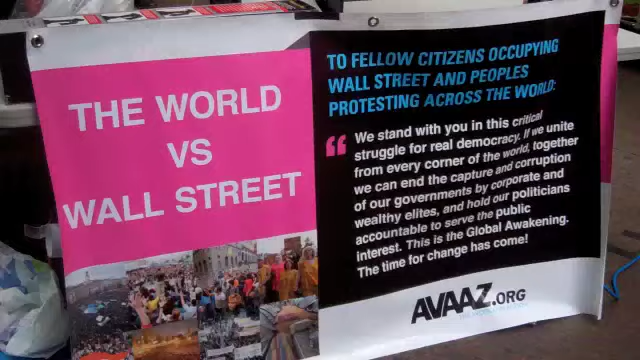 THE WORLD
VS
WALL STREET
TO FELLOW CITIZENS OCCUPYING
WALL STREET AND PEOPLES
PROTESTING ACROSS THE WORLD:
“ We stand with you in this critical
struggle for real democracy. If we unite
from every corner of the world, together
we can end the capture and corruption
of our governments by corporate and
wealthy elites, and hold our politicians
accountable to serve the public
interest. This is the Global Awakening.
The time for change has come!
AVAAZ.ORG